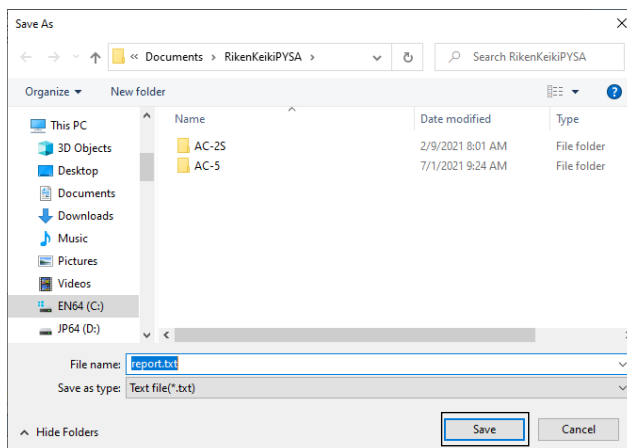 Save As
« Documents > RikenKeikiPYSA >
Search RikenKeikiPYSA
Organize
New folder
Name
Date modified
Type
This PC
3D Objects
Desktop
Documents
Downloads
Music
Pictures
Videos
EN64 (C:)
JP64 (D:)
AC-2S 2/9/2021 8:01 AM File folder
AC-5 7/1/2021 9:24 AM File folder
File name: report.txt
Save as type: Text file(*.txt)
Hide Folders
Save
Cancel